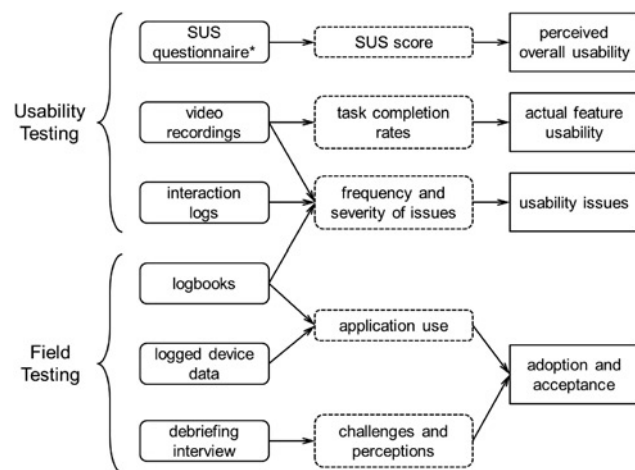 SUS
questionnaire*
SUS score
perceived
overall usability
Usability
Testing
video
recordings
task completion
rates
actual feature
usability
interaction
logs
frequency and
severity of issues
usability issues
logbooks
application use
Field
Testing
logged device
data
adoption and
acceptance
debriefing
interview
challenges and
perceptions